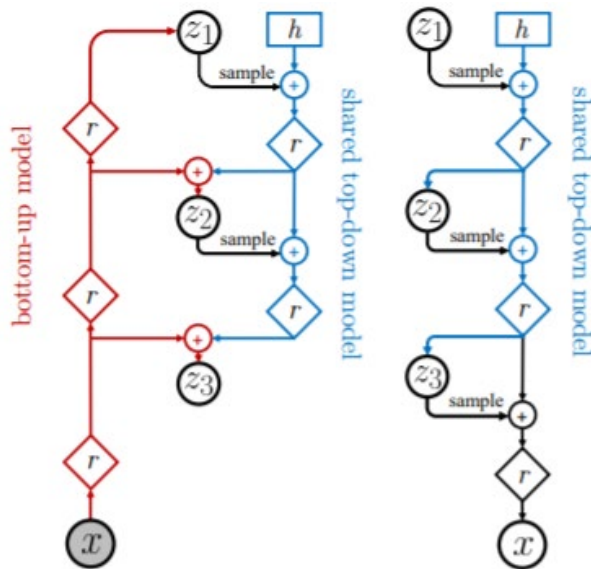 z1
h
sample
+
r
r
+
z2
sample
+
r
r
+
z3
r
x
bottom-up model
shared top-down model
z1
h
sample
+
r
z2
sample
+
r
z3
sample
+
r
x
shared top-down model